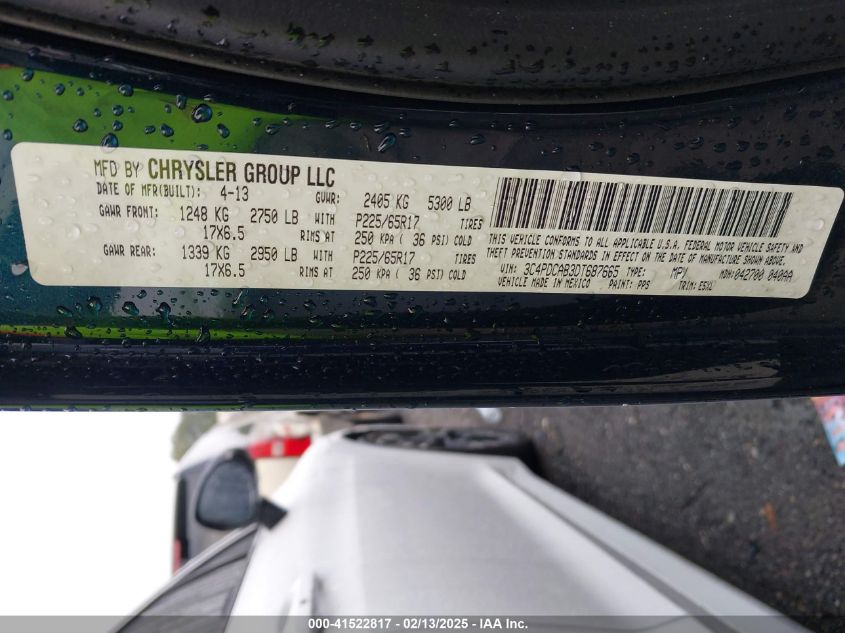 MFD BY CHRYSLER GROUP LLC
DATE OF MFR(BUILT): 4-13 GVWR: 2405 KG 5300 LB
GAWR FRONT: 1248 KG 2750 LB WITH P225/65R17 TIRES
17X6.5 RIMS AT 250 KPA ( 36 PSI) COLD
GAWR REAR: 1339 KG 2950 LB WITH P225/65R17 TIRES
17X6.5 RIMS AT 250 KPA ( 36 PSI) COLD
THIS VEHICLE CONFORMS TO ALL APPLICABLE U.S.A. FEDERAL MOTOR VEHICLE SAFETY AND
THEFT PREVENTION STANDARDS IN EFFECT ON THE DATE OF MANUFACTURE SHOWN ABOVE.
VIN: 3C4PDCAB3DT687665 TYPE: MPV MDH: 042700 040AA
VEHICLE MADE IN MEXICO PAINT: PPS TRIM: E5XL
000-41522817 - 02/13/2025 - IAA Inc.